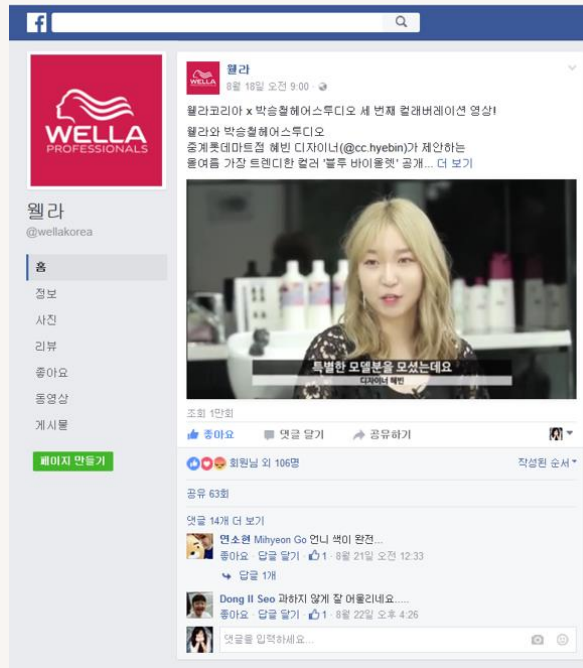 WELLA
PROFESSIONALS
웰라
@wellakorea
홈
정보
사진
리뷰
좋아요
동영상
게시물
페이지 만들기
WELLA
웰라
8월 18일 오전 9:00 ·
웰라코리아 x 박승철헤어스투디오 세 번째 컬래버레이션 영상!
웰라와 박승철헤어스투디오
중계롯데마트점 혜빈 디자이너(@cc.hyebin)가 제안하는
올여름 가장 트렌디한 컬러 '블루 바이올렛' 공개... 더 보기
특별한 모델분을 모셨는데요
디자이너 혜빈
조회 1만회
좋아요 댓글 달기 공유하기
회원님 외 106명 작성된 순서
공유 63회
댓글 14개 더 보기
연소현 Mihyeon Go 언니 색이 완전...
좋아요 · 답글 달기 · 1 · 8월 21일 오전 12:33
답글 1개
Dong Il Seo 과하지 않게 잘 어울리네요.....
좋아요 · 답글 달기 · 1 · 8월 22일 오후 4:26
댓글을 입력하세요...